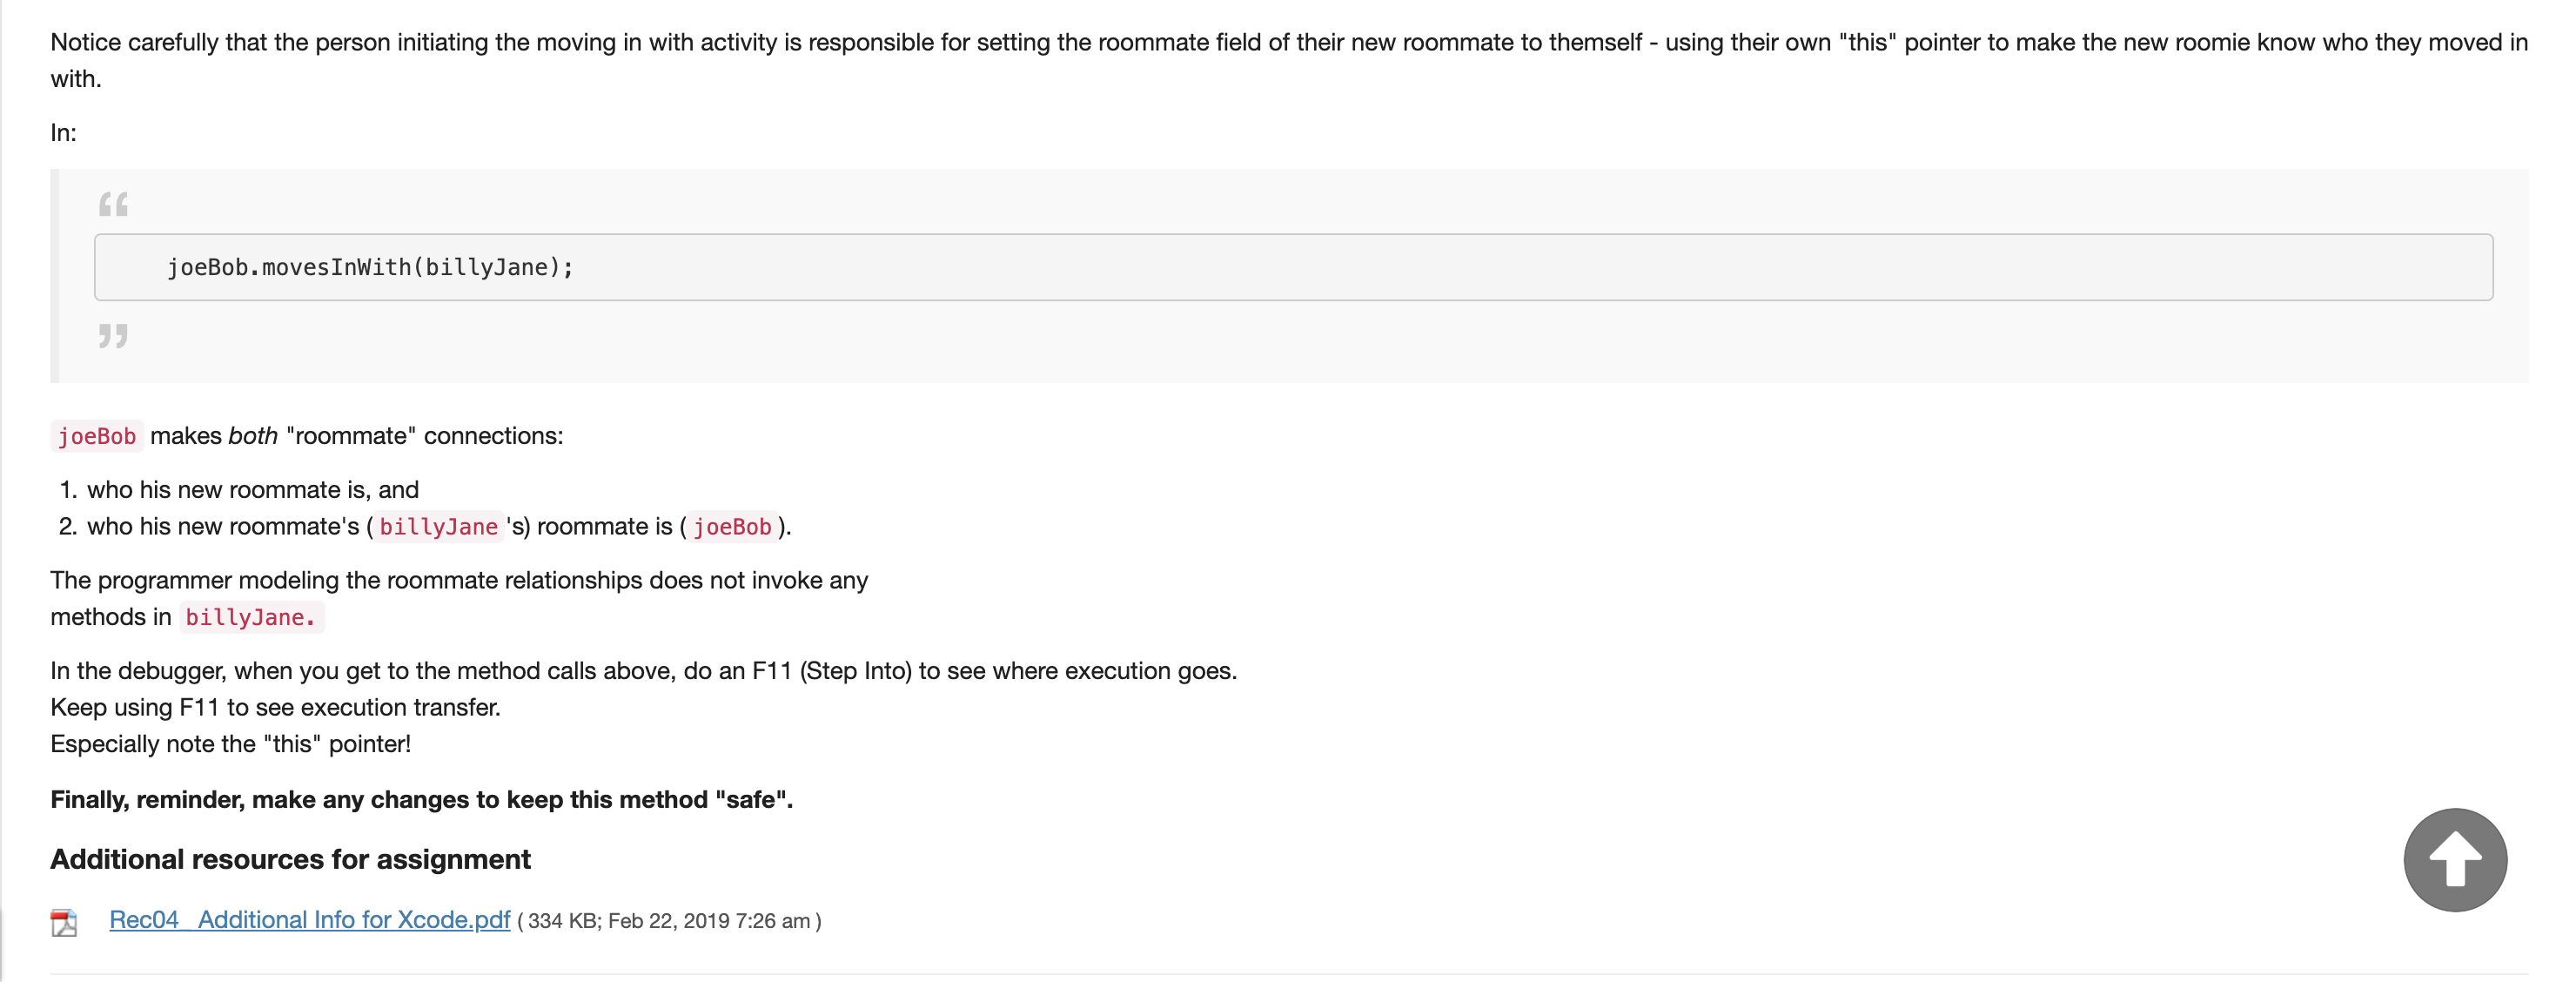 Notice carefully that the person initiating the moving in with activity is responsible for setting the roommate field of their new roommate to themself - using their own "this" pointer to make the new roomie know who they moved in
with.
In:
“
joeBob.movesInWith(billyJane);
”
joeBob makes both "roommate" connections:
1. who his new roommate is, and
2. who his new roommate's ( billyJane 's) roommate is ( joeBob ).
The programmer modeling the roommate relationships does not invoke any
methods in billyJane.
In the debugger, when you get to the method calls above, do an F11 (Step Into) to see where execution goes.
Keep using F11 to see execution transfer.
Especially note the "this" pointer!
Finally, reminder, make any changes to keep this method "safe".
Additional resources for assignment
Rec04_ Additional Info for Xcode.pdf ( 334 KB; Feb 22, 2019 7:26 am )